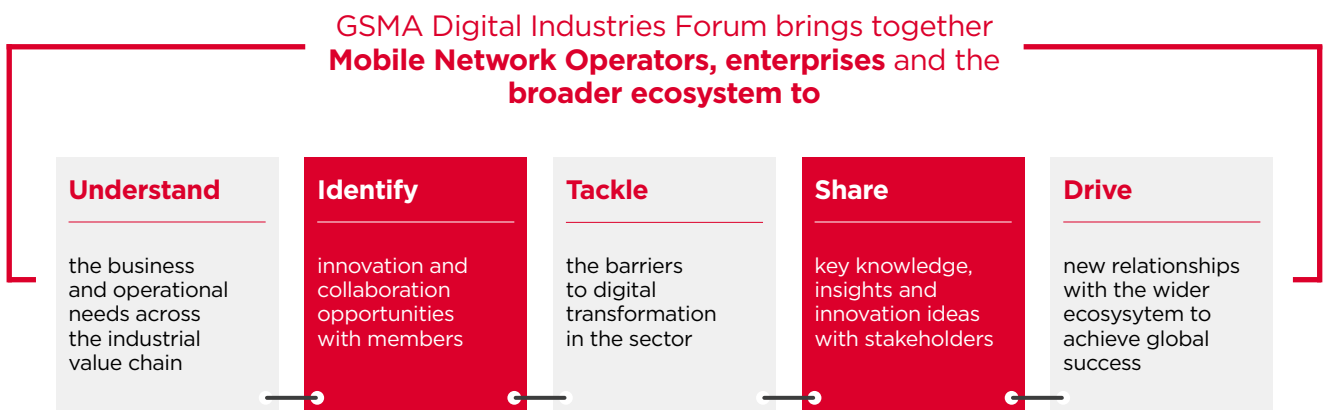 GSMA Digital Industries Forum brings together
Mobile Network Operators, enterprises and the
broader ecosystem to
Understand
the business
and operational
needs across
the industrial
value chain
Identify
innovation and
collaboration
opportunities
with members
Tackle
the barriers
to digital
transformation
in the sector
Share
key knowledge,
insights and
innovation ideas
with stakeholders
Drive
new relationships
with the wider
ecosysytem to
achieve global
success